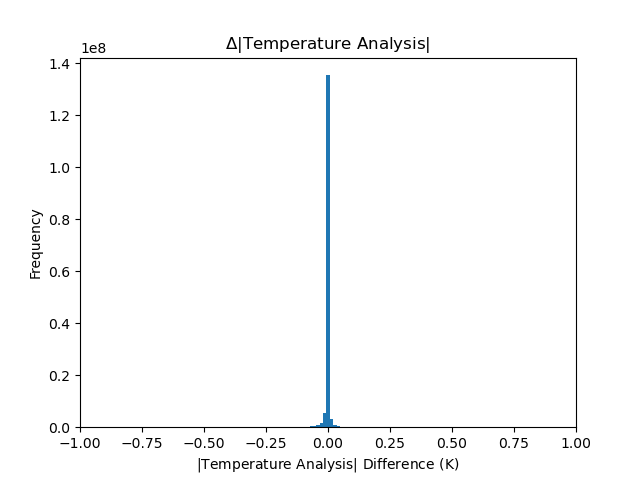 Δ|Temperature Analysis|
1e8
1.4
1.2
1.0
0.8
0.6
0.4
0.2
0.0
Frequency
−1.00 −0.75 −0.50 −0.25 0.00 0.25 0.50 0.75 1.00
|Temperature Analysis| Difference (K)